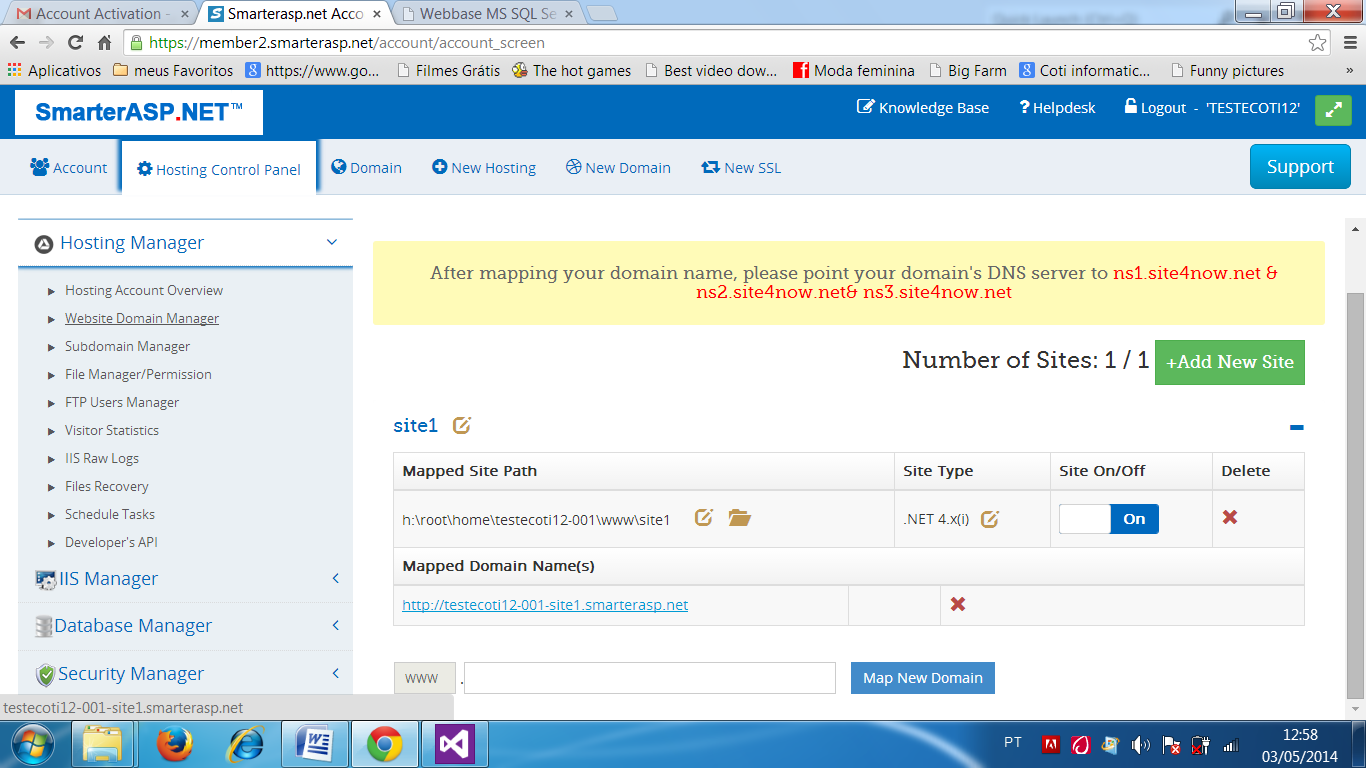 Account Activation -
Smarterasp.net Acco
Webbase MS SQL Se
https://member2.smarterasp.net/account/account_screen
Aplicativos
meus Favoritos
https://www.go...
Filmes Grátis
The hot games
Best video dow...
Moda feminina
Big Farm
Coti informatic...
Funny pictures
»
SmarterASP.NET™
Knowledge Base
Helpdesk
Logout - 'TESTECOTI12'
Account
Hosting Control Panel
Domain
New Hosting
New Domain
New SSL
Support
Hosting Manager
Hosting Account Overview
Website Domain Manager
Subdomain Manager
File Manager/Permission
FTP Users Manager
Visitor Statistics
IIS Raw Logs
Files Recovery
Schedule Tasks
Developer's API
IIS Manager
Database Manager
Security Manager
After mapping your domain name, please point your domain's DNS server to ns1.site4now.net &
ns2.site4now.net& ns3.site4now.net
Number of Sites: 1 / 1
+Add New Site
site1
Mapped Site Path
Site Type
Site On/Off
Delete
h:\root\home\testecoti12-001\www\site1
.NET 4.x(i)
On
Mapped Domain Name(s)
http://testecoti12-001-site1.smarterasp.net
www
.
Map New Domain
testecoti12-001-site1.smarterasp.net
PT
12:58
03/05/2014